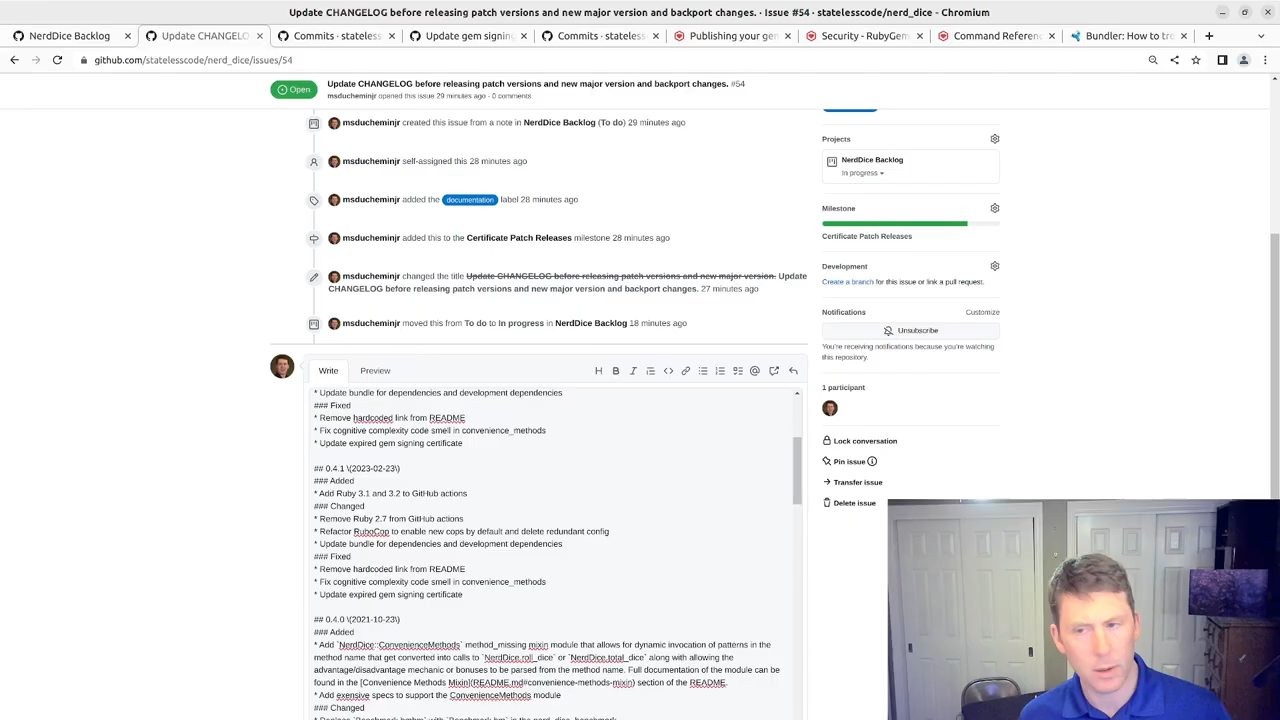 Update CHANGELOG before releasing patch versions and new major version and backport changes. · Issue #54 · statelesscode/nerd_dice - Chromium
NerdDice Backlog
Update CHANGELO
Commits · stateless
Update gem signing
Commits · stateless
Publishing your ge
Security - RubyGem
Command Referenc
Bundler: How to tr
github.com/statelesscode/nerd_dice/issues/54
Open
Update CHANGELOG before releasing patch versions and new major version and backport changes. #54
msducheminjr opened this issue 29 minutes ago · 0 comments
msducheminjr created this issue from a note in NerdDice Backlog (To do) 29 minutes ago
msducheminjr self-assigned this 28 minutes ago
msducheminjr added the documentation label 28 minutes ago
msducheminjr added this to the Certificate Patch Releases milestone 28 minutes ago
msducheminjr changed the title Update CHANGELOG before releasing patch versions and new major version. Update
CHANGELOG before releasing patch versions and new major version and backport changes. 27 minutes ago
msducheminjr moved this from To do to In progress in NerdDice Backlog 18 minutes ago
Write
Preview
* Update bundle for dependencies and development dependencies
### Fixed
* Remove hardcoded link from README
* Fix cognitive complexity code smell in convenience_methods
* Update expired gem signing certificate
## 0.4.1 \(2023-02-23\)
### Added
* Add Ruby 3.1 and 3.2 to GitHub actions
### Changed
* Remove Ruby 2.7 from GitHub actions
* Refactor RuboCop to enable new cops by default and delete redundant config
* Update bundle for dependencies and development dependencies
### Fixed
* Remove hardcoded link from README
* Fix cognitive complexity code smell in convenience_methods
* Update expired gem signing certificate
## 0.4.0 \(2021-10-23\)
### Added
* Add `NerdDice::ConvenienceMethods` method_missing mixin module that allows for dynamic invocation of patterns in the
method name that get converted into calls to `NerdDice.roll_dice` or `NerdDice.total_dice` along with allowing the
advantage/disadvantage mechanic or bonuses to be parsed from the method name. Full documentation of the module can be
found in the [Convenience Methods Mixin](README.md#convenience-methods-mixin) section of the README.
* Add exensive specs to support the ConvenienceMethods module
### Changed
Projects
NerdDice Backlog
In progress
Milestone
Certificate Patch Releases
Development
Create a branch for this issue or link a pull request.
Notifications
Customize
Unsubscribe
You're receiving notifications because you're watching
this repository.
1 participant
Lock conversation
Pin issue
Transfer issue
Delete issue